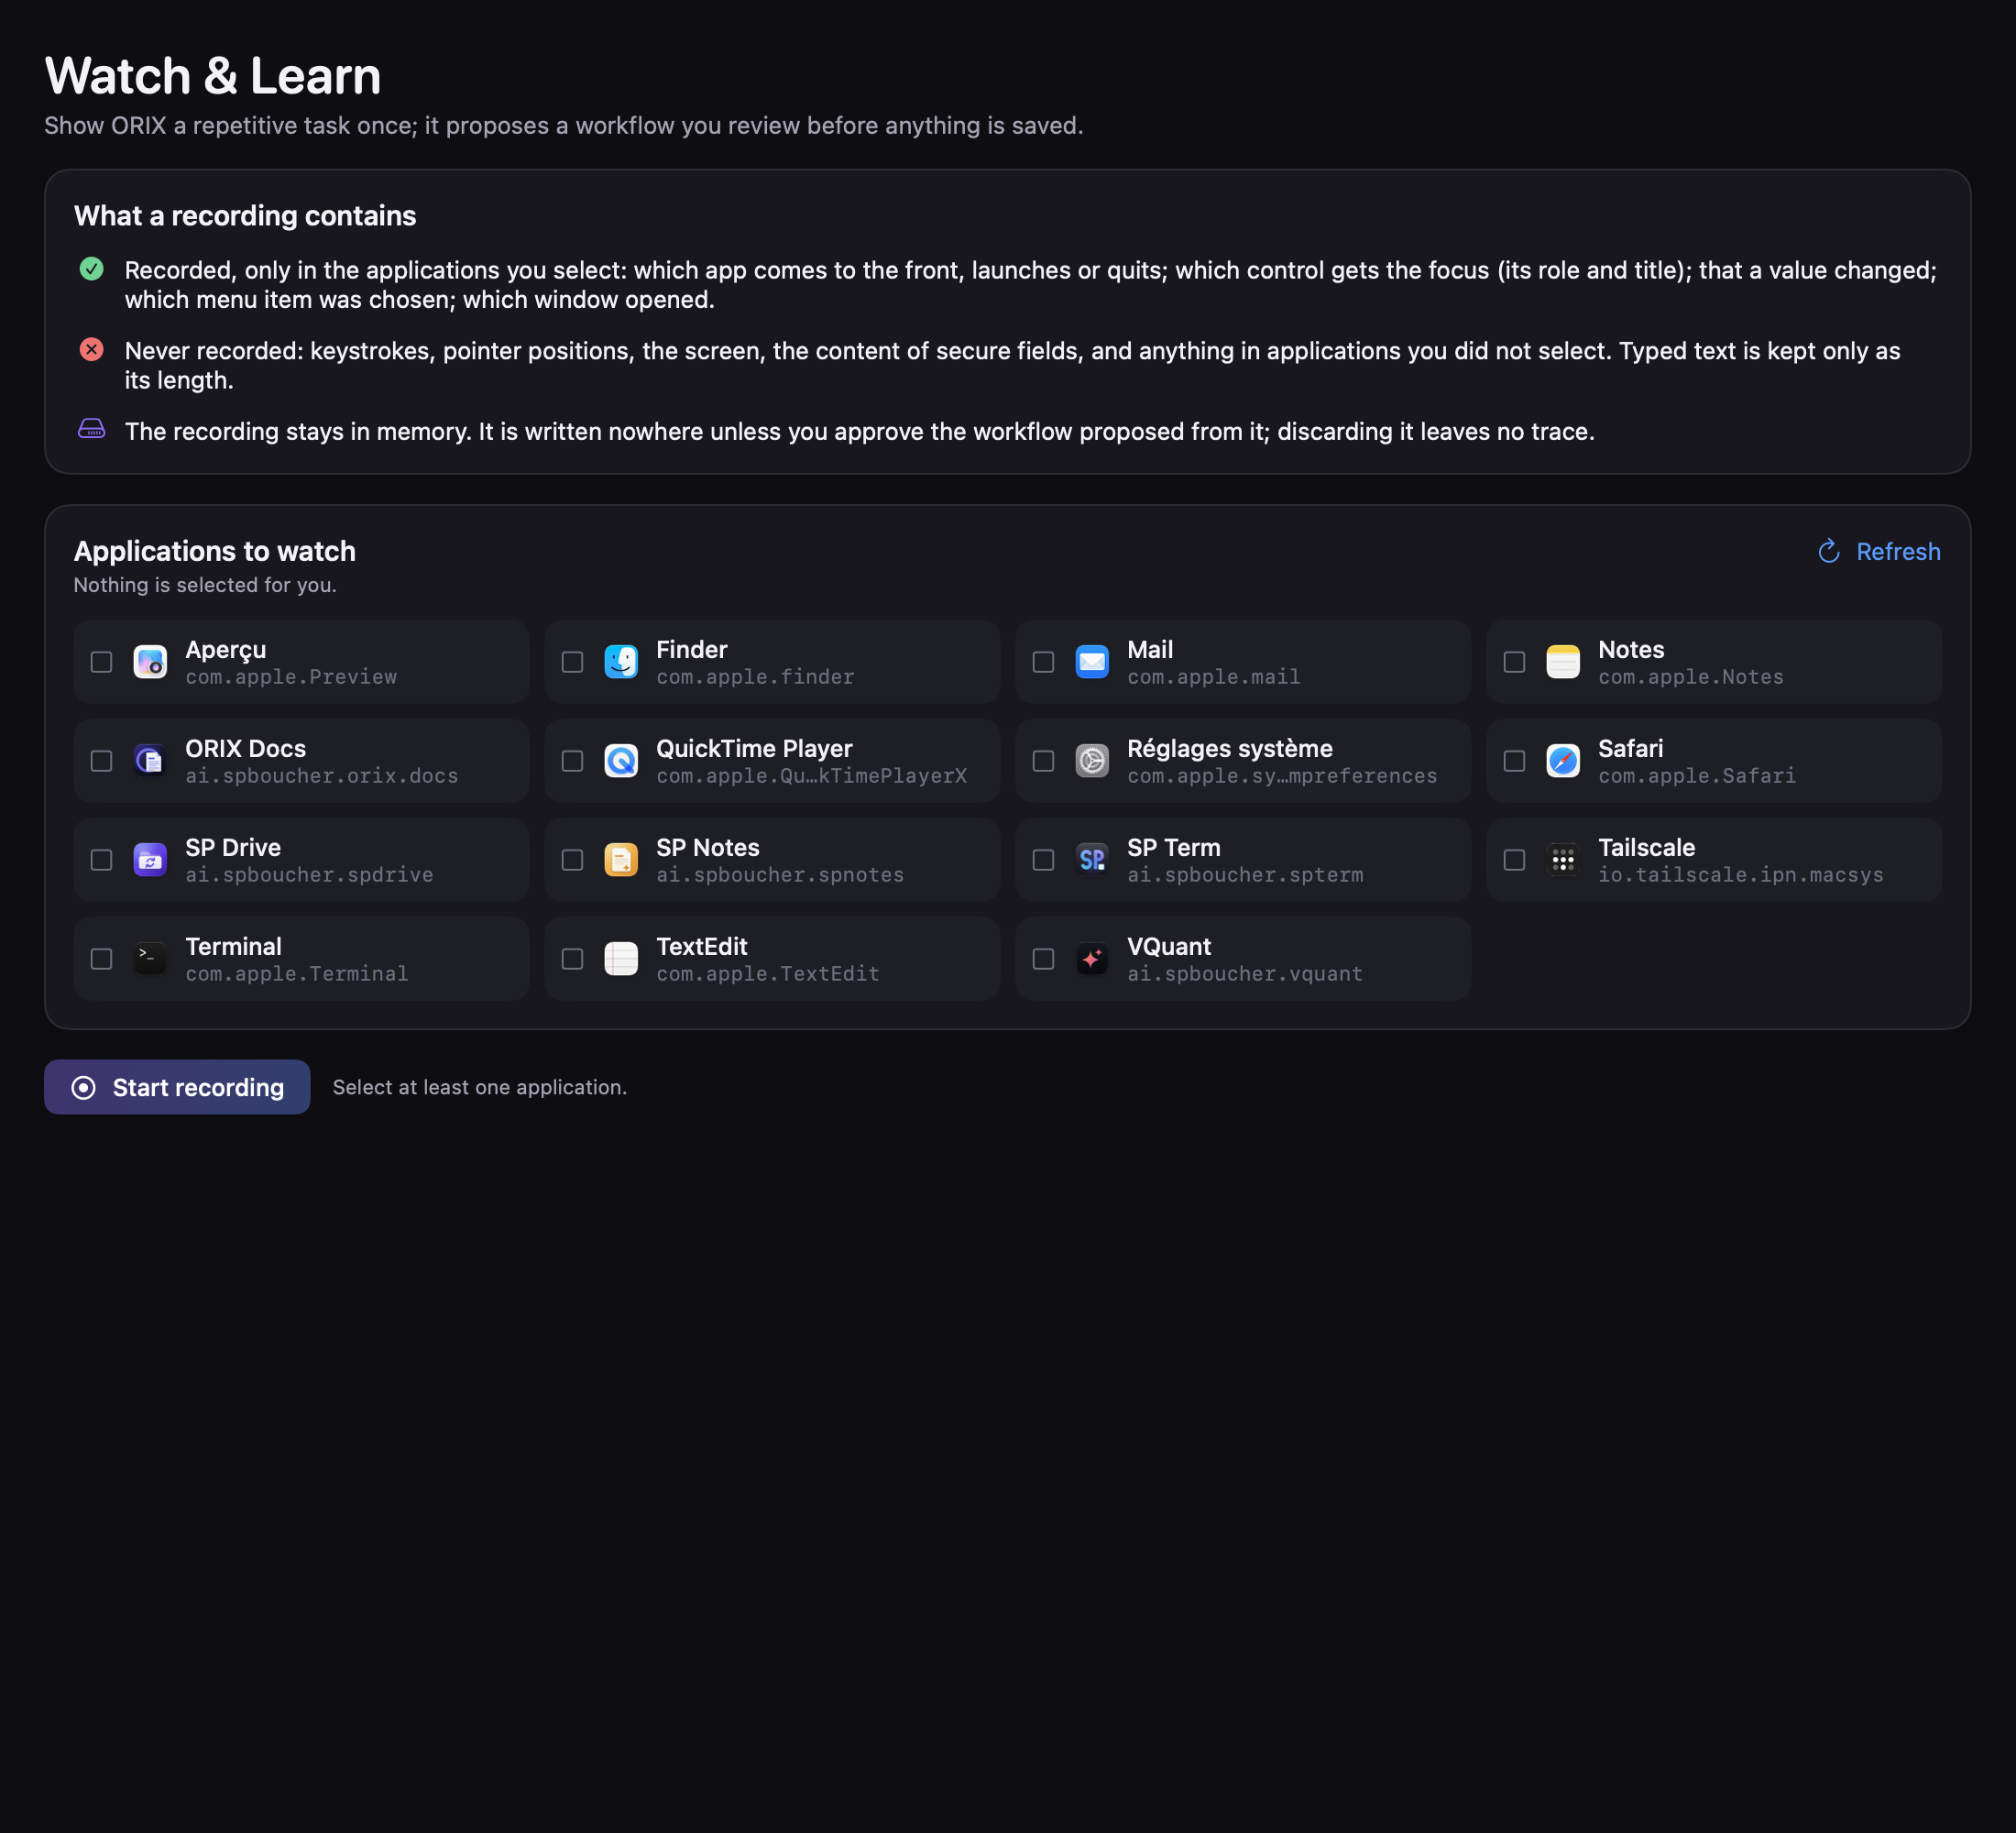 Watch & Learn
Show ORIX a repetitive task once; it proposes a workflow you review before anything is saved.
What a recording contains
Recorded, only in the applications you select: which app comes to the front, launches or quits; which control gets the focus (its role and title); that a value changed;
which menu item was chosen; which window opened.
Never recorded: keystrokes, pointer positions, the screen, the content of secure fields, and anything in applications you did not select. Typed text is kept only as
its length.
The recording stays in memory. It is written nowhere unless you approve the workflow proposed from it; discarding it leaves no trace.
Applications to watch
Refresh
Nothing is selected for you.
Aperçu
com.apple.Preview
Finder
com.apple.finder
Mail
com.apple.mail
Notes
com.apple.Notes
ORIX Docs
ai.spboucher.orix.docs
QuickTime Player
com.apple.Qu…kTimePlayerX
Réglages système
com.apple.sy…mpreferences
Safari
com.apple.Safari
SP Drive
ai.spboucher.spdrive
SP Notes
ai.spboucher.spnotes
SP
SP Term
ai.spboucher.spterm
Tailscale
io.tailscale.ipn.macsys
>_
Terminal
com.apple.Terminal
TextEdit
com.apple.TextEdit
VQuant
ai.spboucher.vquant
Start recording
Select at least one application.